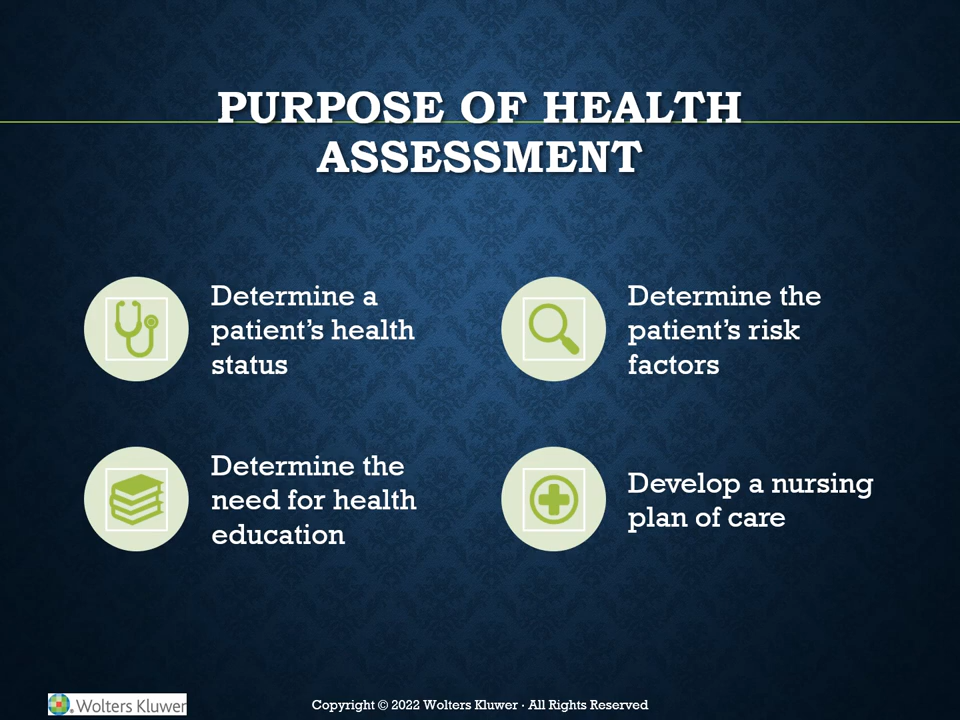 PURPOSE OF HEALTH
ASSESSMENT
Determine a
patient’s health
status
Determine the
patient’s risk
factors
Determine the
need for health
education
Develop a nursing
plan of care
Wolters Kluwer
Copyright © 2022 Wolters Kluwer · All Rights Reserved